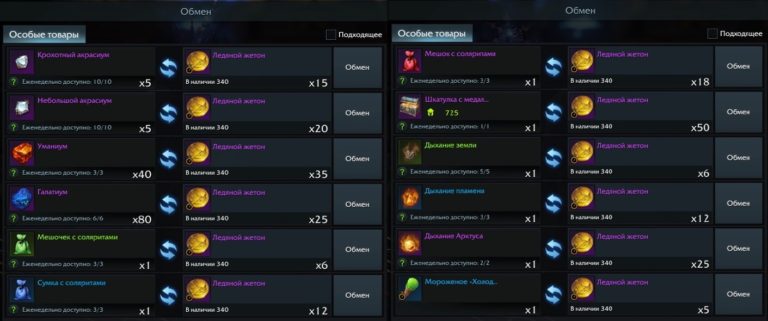 Обмен
Особые товары
Подходящее
Крохотный акрасиум
Еженедельно доступно: 10/10
x5
Ледяной жетон
В наличии 340
x15
Обмен
Небольшой акрасиум
Еженедельно доступно: 10/10
x5
Ледяной жетон
В наличии 340
x20
Обмен
Уманиум
Еженедельно доступно: 3/3
x40
Ледяной жетон
В наличии 340
x35
Обмен
Галатиум
Еженедельно доступно: 6/6
x80
Ледяной жетон
В наличии 340
x25
Обмен
Мешочек с соляритами
Еженедельно доступно: 3/3
x1
Ледяной жетон
В наличии 340
x6
Обмен
Сумка с соляритами
Еженедельно доступно: 3/3
x1
Ледяной жетон
В наличии 340
x12
Обмен
Обмен
Особые товары
Подходящее
Мешок с соляритами
Еженедельно доступно: 3/3
x1
Ледяной жетон
В наличии 340
x18
Обмен
Шкатулка с медал...
725
Еженедельно доступно: 1/1
x1
Ледяной жетон
В наличии 340
x50
Обмен
Дыхание земли
Еженедельно доступно: 5/5
x1
Ледяной жетон
В наличии 340
x6
Обмен
Дыхание пламени
Еженедельно доступно: 3/3
x1
Ледяной жетон
В наличии 340
x12
Обмен
Дыхание Арктуса
Еженедельно доступно: 2/2
x1
Ледяной жетон
В наличии 340
x25
Обмен
Мороженое «Холод...
x1
Ледяной жетон
В наличии 340
x5
Обмен